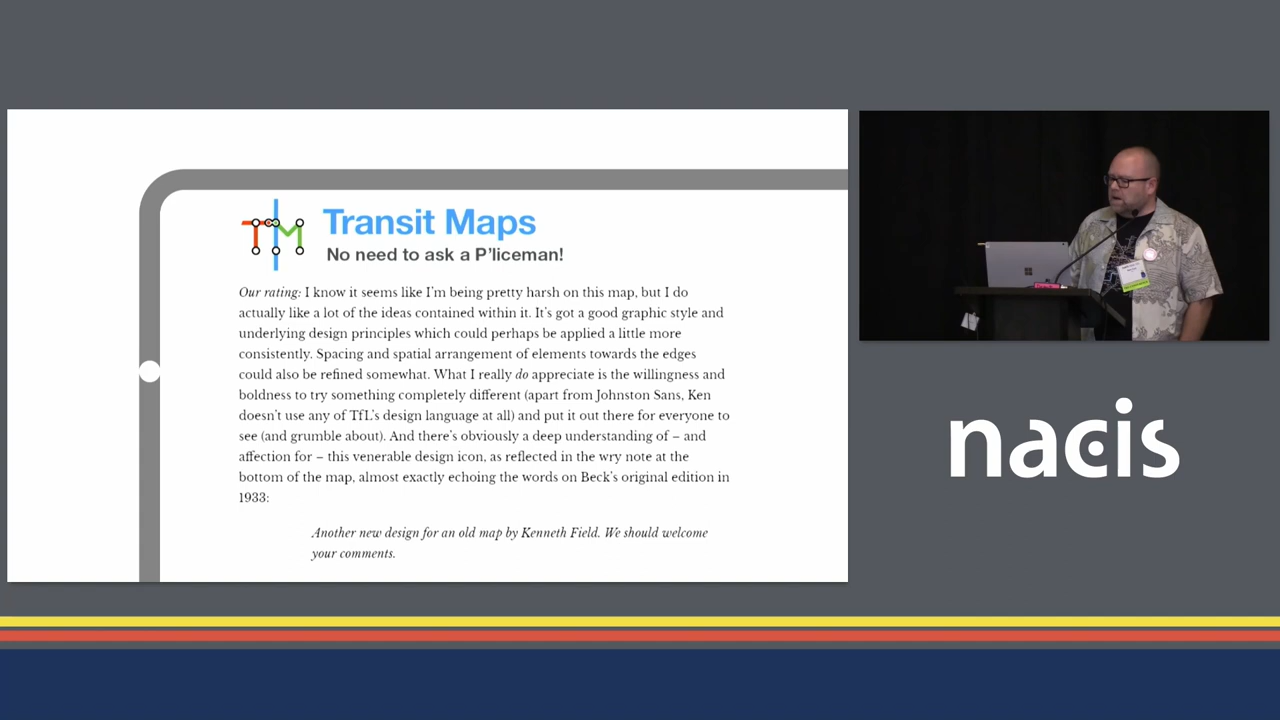 Transit Maps
No need to ask a P'liceman!
Our rating: I know it seems like I'm being pretty harsh on this map, but I do
actually like a lot of the ideas contained within it. It's got a good graphic style and
underlying design principles which could perhaps be applied a little more
consistently. Spacing and spatial arrangement of elements towards the edges
could also be refined somewhat. What I really do appreciate is the willingness and
boldness to try something completely different (apart from Johnston Sans, Ken
doesn't use any of TfL's design language at all) and put it out there for everyone to
see (and grumble about). And there's obviously a deep understanding of – and
affection for – this venerable design icon, as reflected in the wry note at the
bottom of the map, almost exactly echoing the words on Beck's original edition in
1933:
Another new design for an old map by Kenneth Field. We should welcome
your comments.
nacis